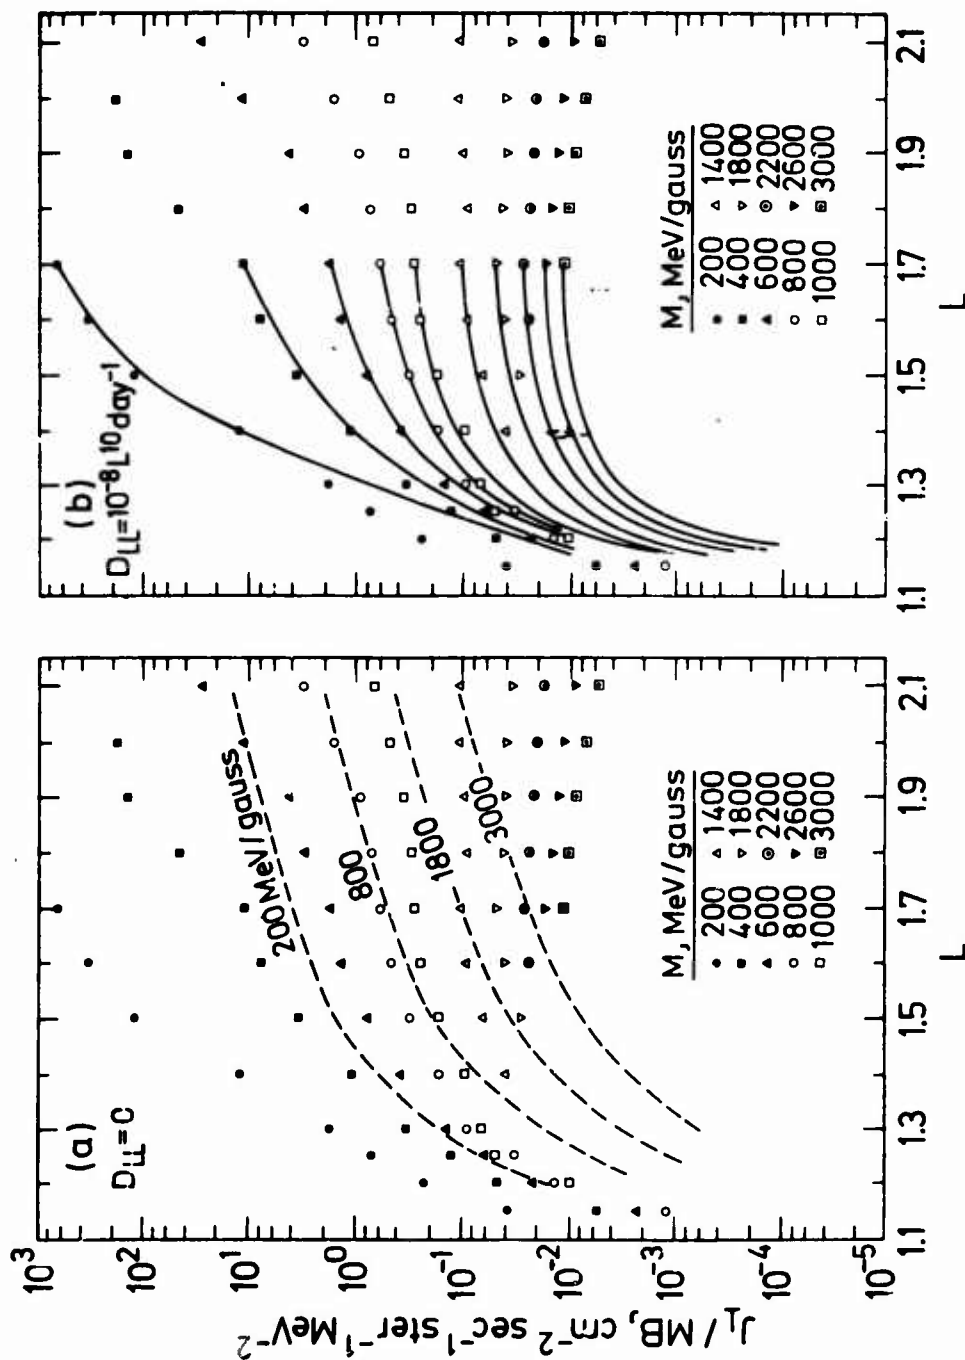 (a)
D_LL=0
200 MeV/gauss
800
1800
3000
M, MeV/gauss
200 1400
400 1800
600 2200
800 2600
1000 3000
10³
10²
10¹
10⁰
10⁻¹
10⁻²
10⁻³
10⁻⁴
10⁻⁵
J⊥/MB, cm⁻² sec⁻¹ ster⁻¹ MeV⁻²
1.1 1.3 1.5 1.7 1.9 2.1
L
(b)
D_LL=10⁻⁸L¹⁰day⁻¹
M, MeV/gauss
200 1400
400 1800
600 2200
800 2600
1000 3000
1.1 1.3 1.5 1.7 1.9 2.1
L